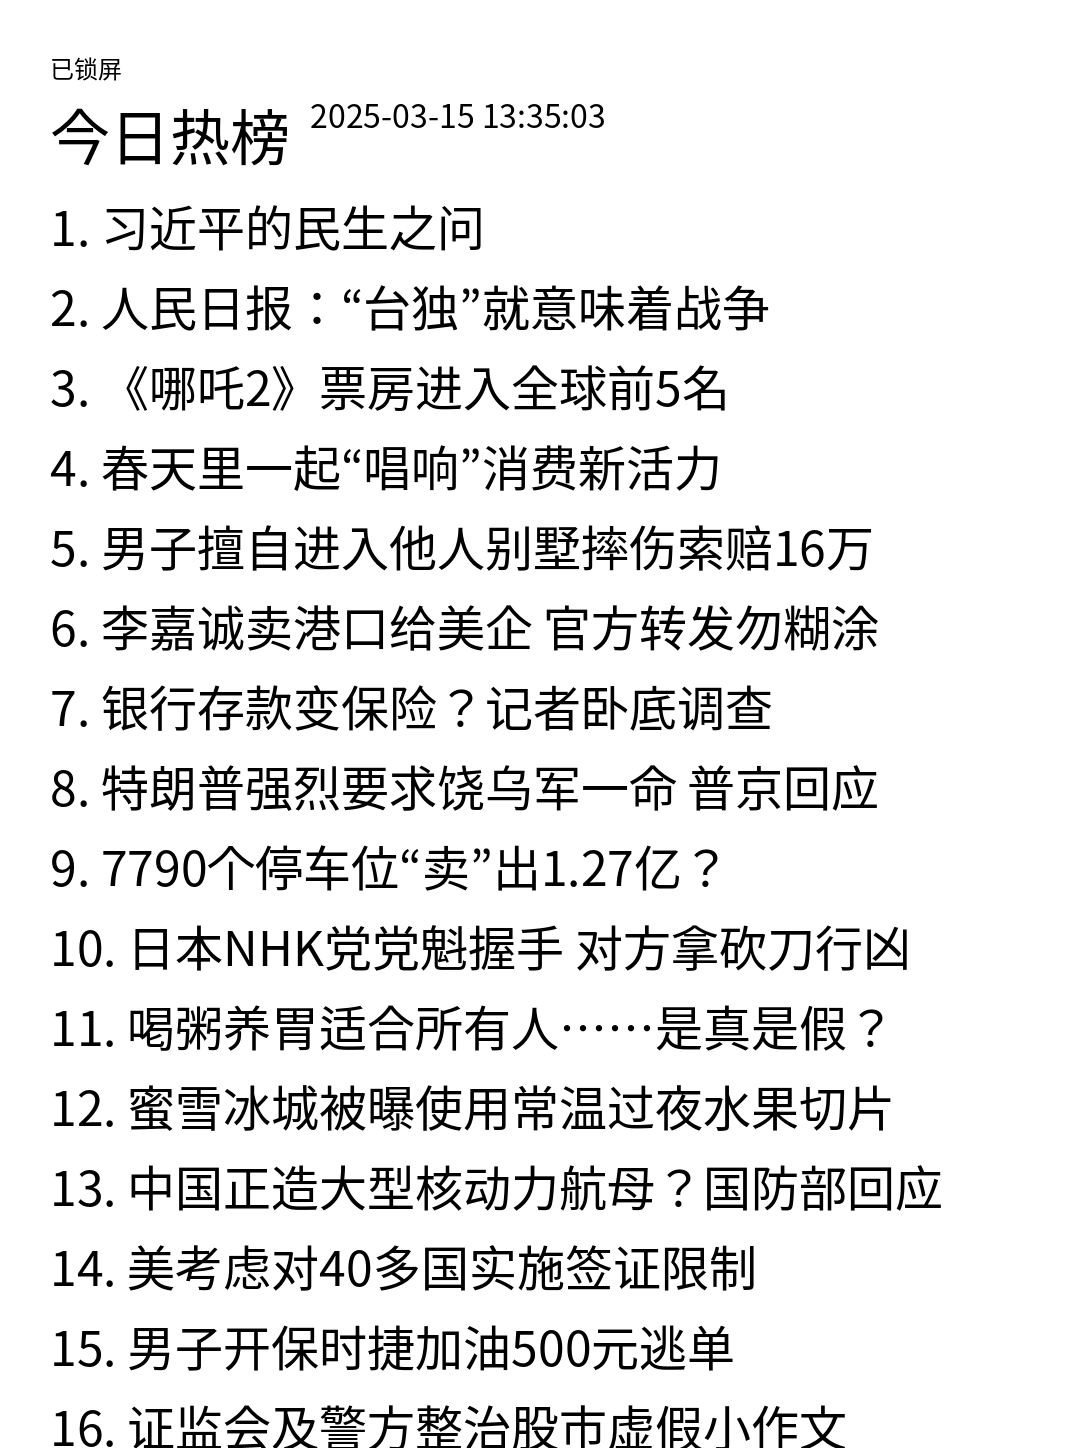 已锁屏
今日热榜 2025-03-15 13:35:03
1. 习近平的民生之问
2. 人民日报：“台独”就意味着战争
3. 《哪吒2》票房进入全球前5名
4. 春天里一起“唱响”消费新活力
5. 男子擅自进入他人别墅摔伤索赔16万
6. 李嘉诚卖港口给美企 官方转发勿糊涂
7. 银行存款变保险？记者卧底调查
8. 特朗普强烈要求饶乌军一命 普京回应
9. 7790个停车位“卖”出1.27亿？
10. 日本NHK党党魁握手 对方拿砍刀行凶
11. 喝粥养胃适合所有人……是真是假？
12. 蜜雪冰城被曝使用常温过夜水果切片
13. 中国正造大型核动力航母？国防部回应
14. 美考虑对40多国实施签证限制
15. 男子开保时捷加油500元逃单
16. 证监会及警方整治股市虚假小作文